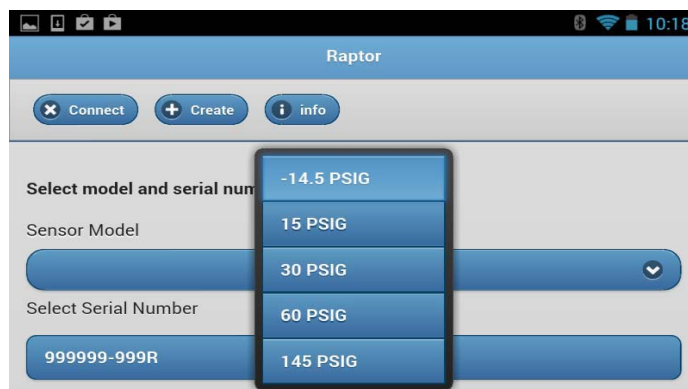 10:18
Raptor
Connect
Create
info
Select model and serial num
Sensor Model
Select Serial Number
999999-999R
-14.5 PSIG
15 PSIG
30 PSIG
60 PSIG
145 PSIG